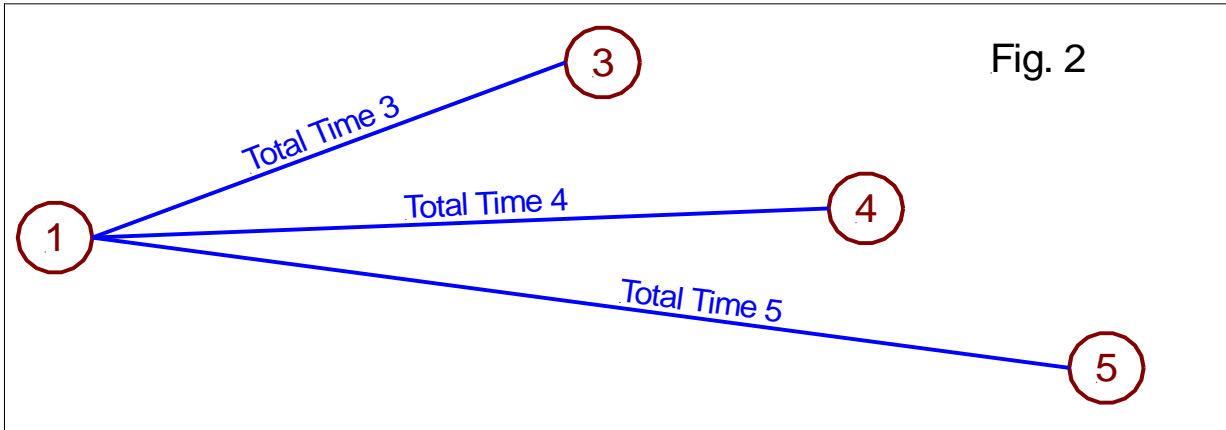 Fig. 2
3
Total Time 3
Total Time 4
4
1
Total Time 5
5